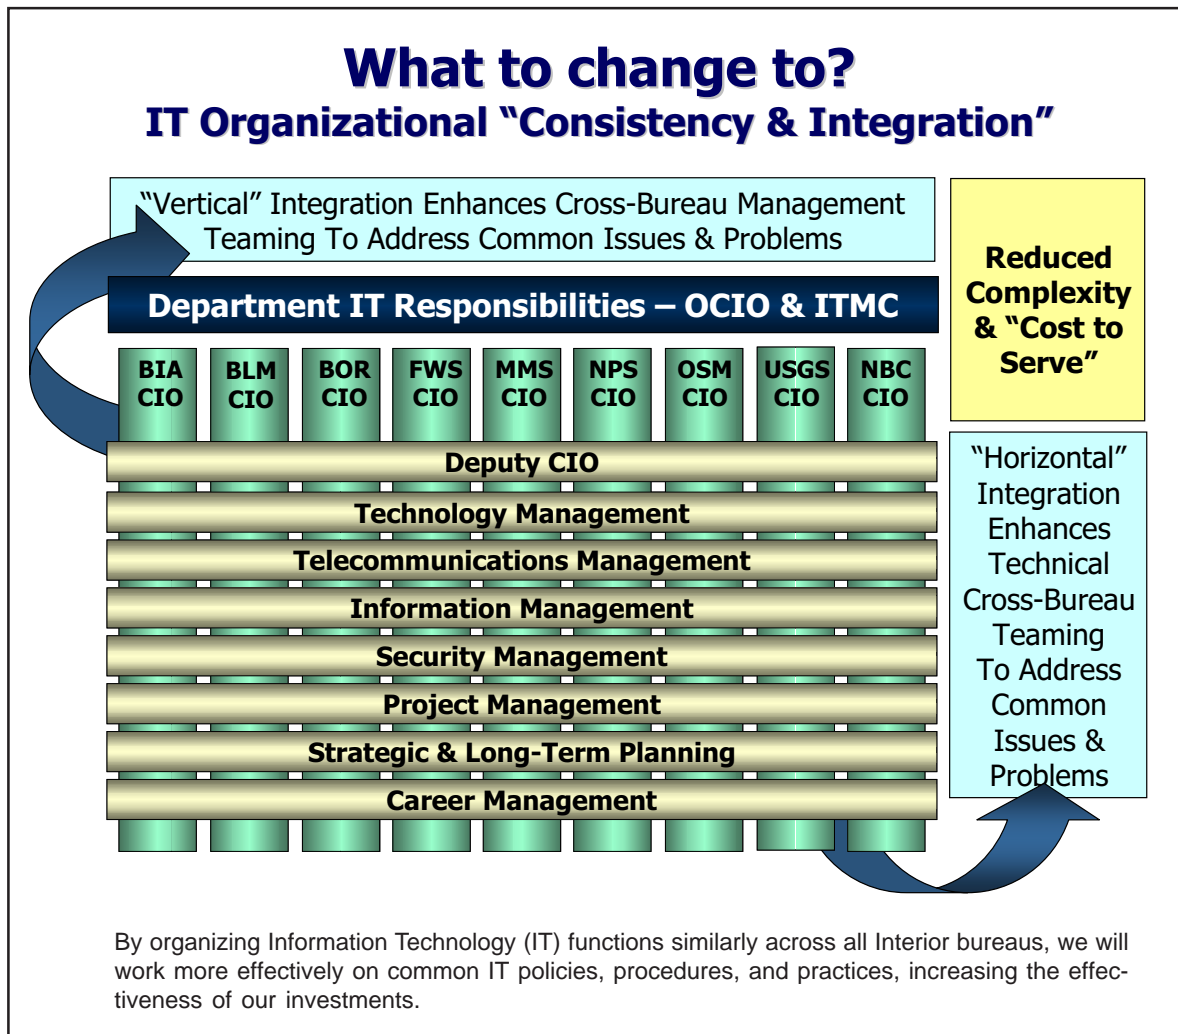 What to change to?
IT Organizational “Consistency & Integration”
“Vertical” Integration Enhances Cross-Bureau Management
Teaming To Address Common Issues & Problems
Reduced
Complexity
& “Cost to
Serve”
Department IT Responsibilities – OCIO & ITMC
BIA
CIO
BLM
CIO
BOR
CIO
FWS
CIO
MMS
CIO
NPS
CIO
OSM
CIO
USGS
CIO
NBC
CIO
Deputy CIO
Technology Management
Telecommunications Management
Information Management
Security Management
Project Management
Strategic & Long-Term Planning
Career Management
“Horizontal”
Integration
Enhances
Technical
Cross-Bureau
Teaming
To Address
Common
Issues &
Problems
By organizing Information Technology (IT) functions similarly across all Interior bureaus, we will
work more effectively on common IT policies, procedures, and practices, increasing the effec-
tiveness of our investments.